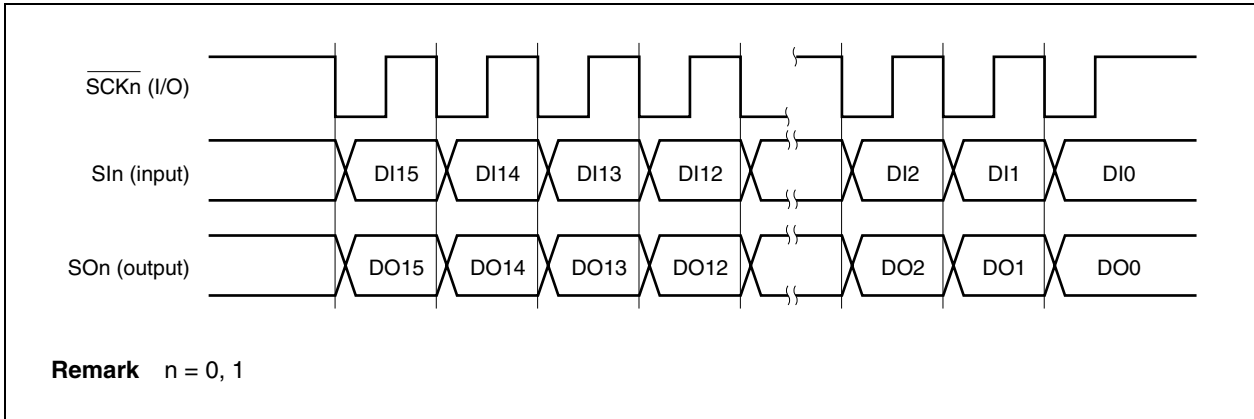 SCKn (I/O)
SIn (input) DI15 DI14 DI13 DI12 DI2 DI1 DI0
SOn (output) DO15 DO14 DO13 DO12 DO2 DO1 DO0
Remark n = 0, 1